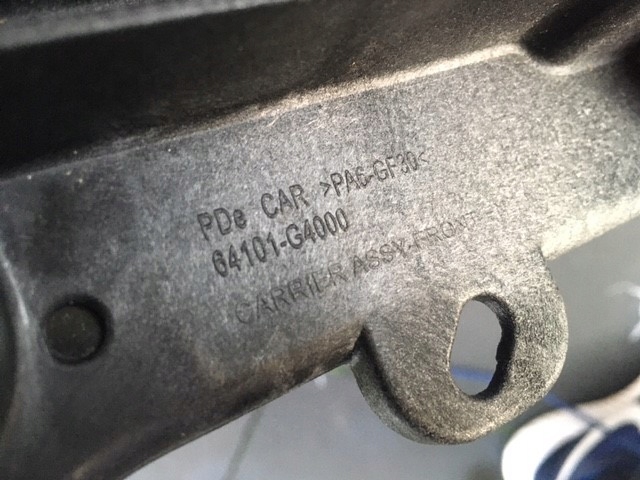 PDe CAR >PA6-GF30<
64101-G4000
CARRIER ASSY-FRONT